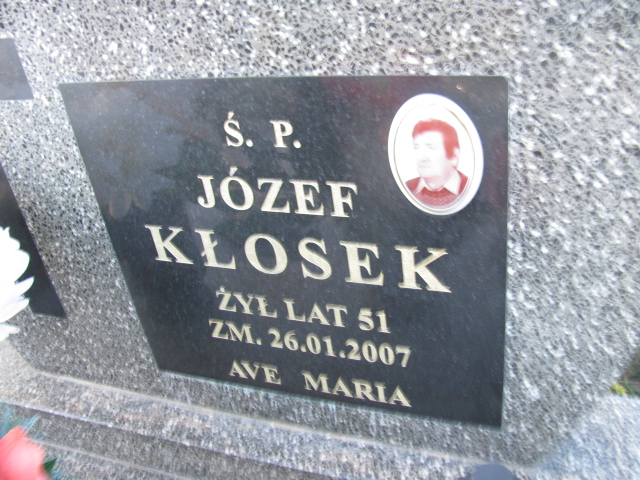 Ś. P.
JÓZEF
KŁOSEK
ŻYŁ LAT 51
ZM. 26.01.2007
AVE MARIA